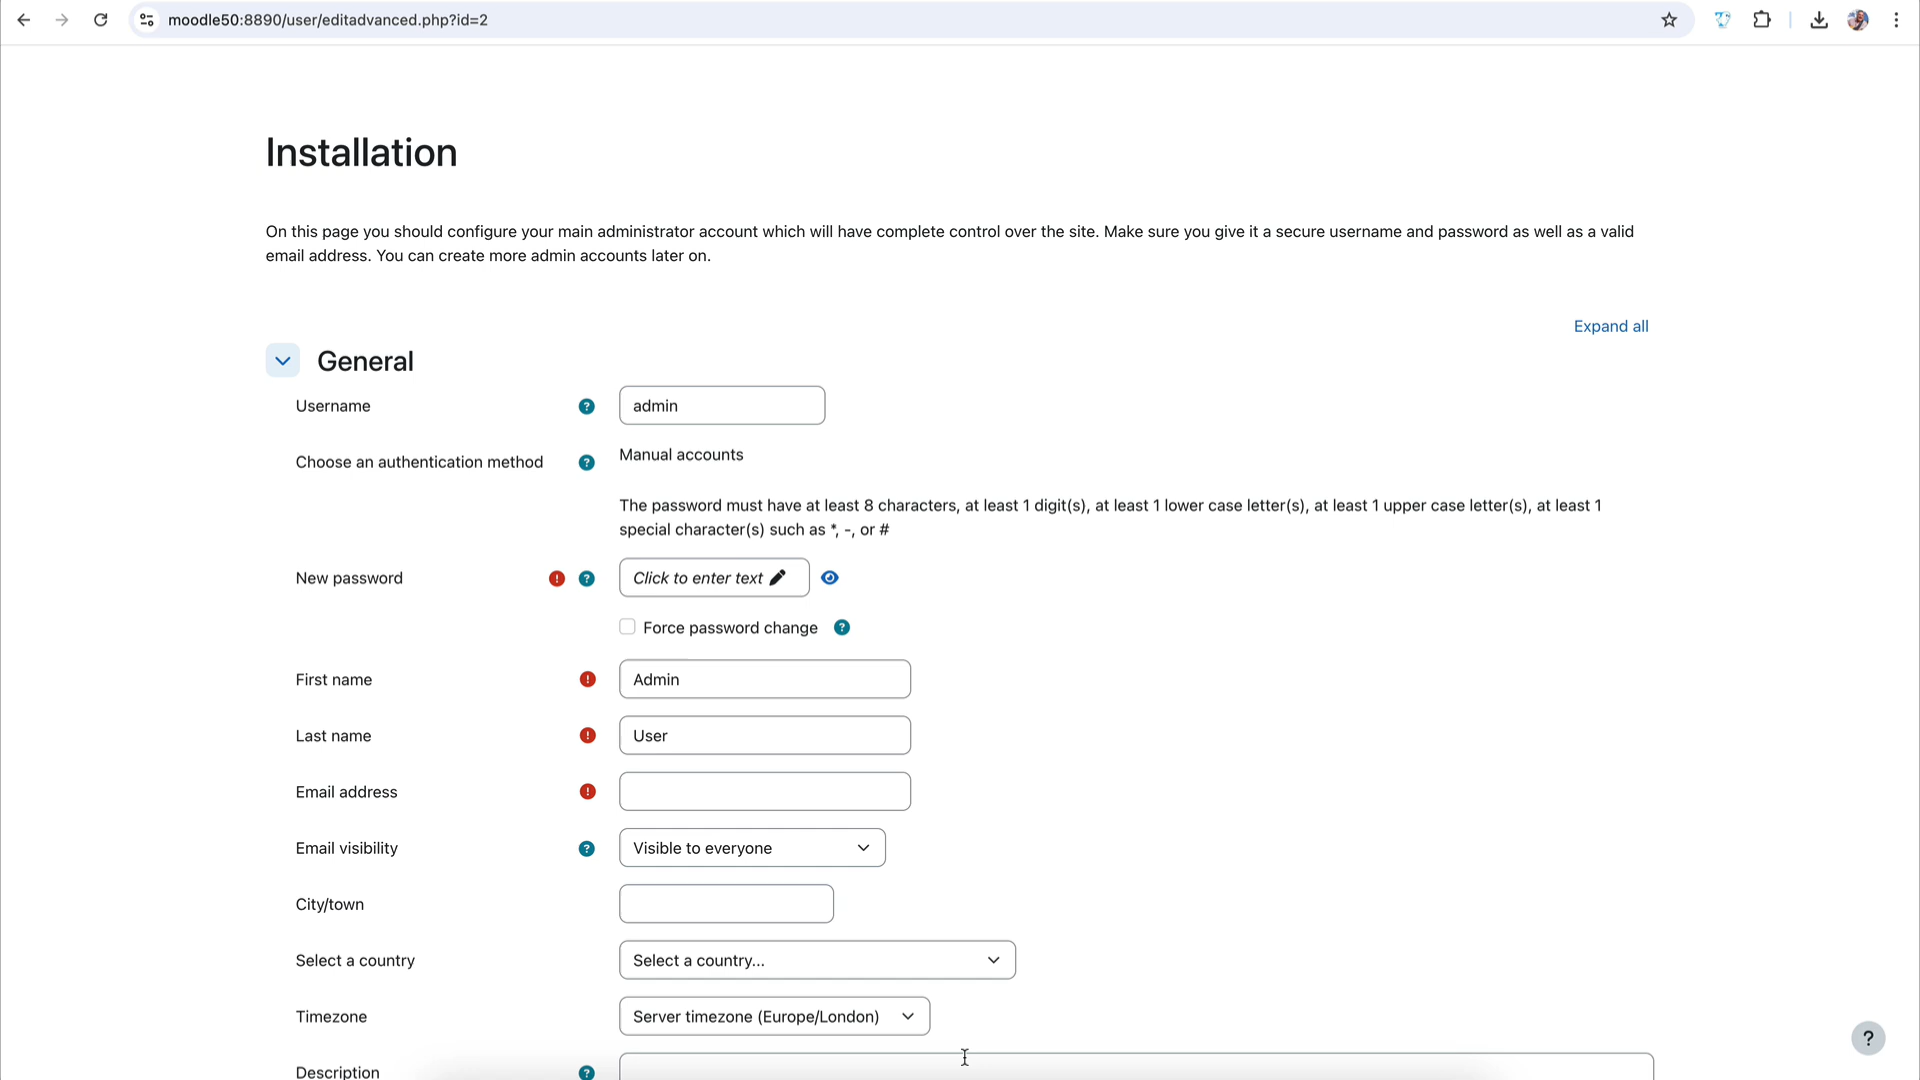 moodle50:8890/user/editadvanced.php?id=2
Installation
On this page you should configure your main administrator account which will have complete control over the site. Make sure you give it a secure username and password as well as a valid
email address. You can create more admin accounts later on.
Expand all
General
Username ? admin
Choose an authentication method ? Manual accounts
The password must have at least 8 characters, at least 1 digit(s), at least 1 lower case letter(s), at least 1 upper case letter(s), at least 1
special character(s) such as *, -, or #
New password ! ? Click to enter text
Force password change ?
First name ! Admin
Last name ! User
Email address !
Email visibility ? Visible to everyone
City/town
Select a country Select a country...
Timezone Server timezone (Europe/London)
?
Description ?